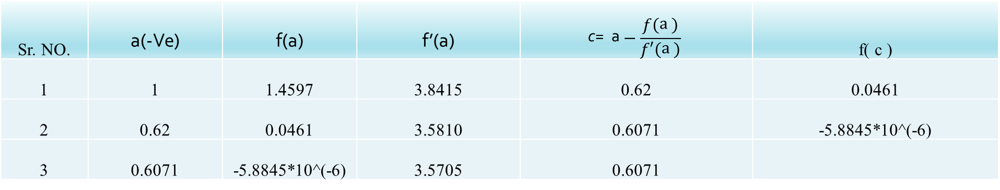 Sr. NO. a(-Ve) f(a) f′(a) c= a − f(a) / f′(a) f( c )
1 1 1.4597 3.8415 0.62 0.0461
2 0.62 0.0461 3.5810 0.6071 -5.8845*10^(-6)
3 0.6071 -5.8845*10^(-6) 3.5705 0.6071